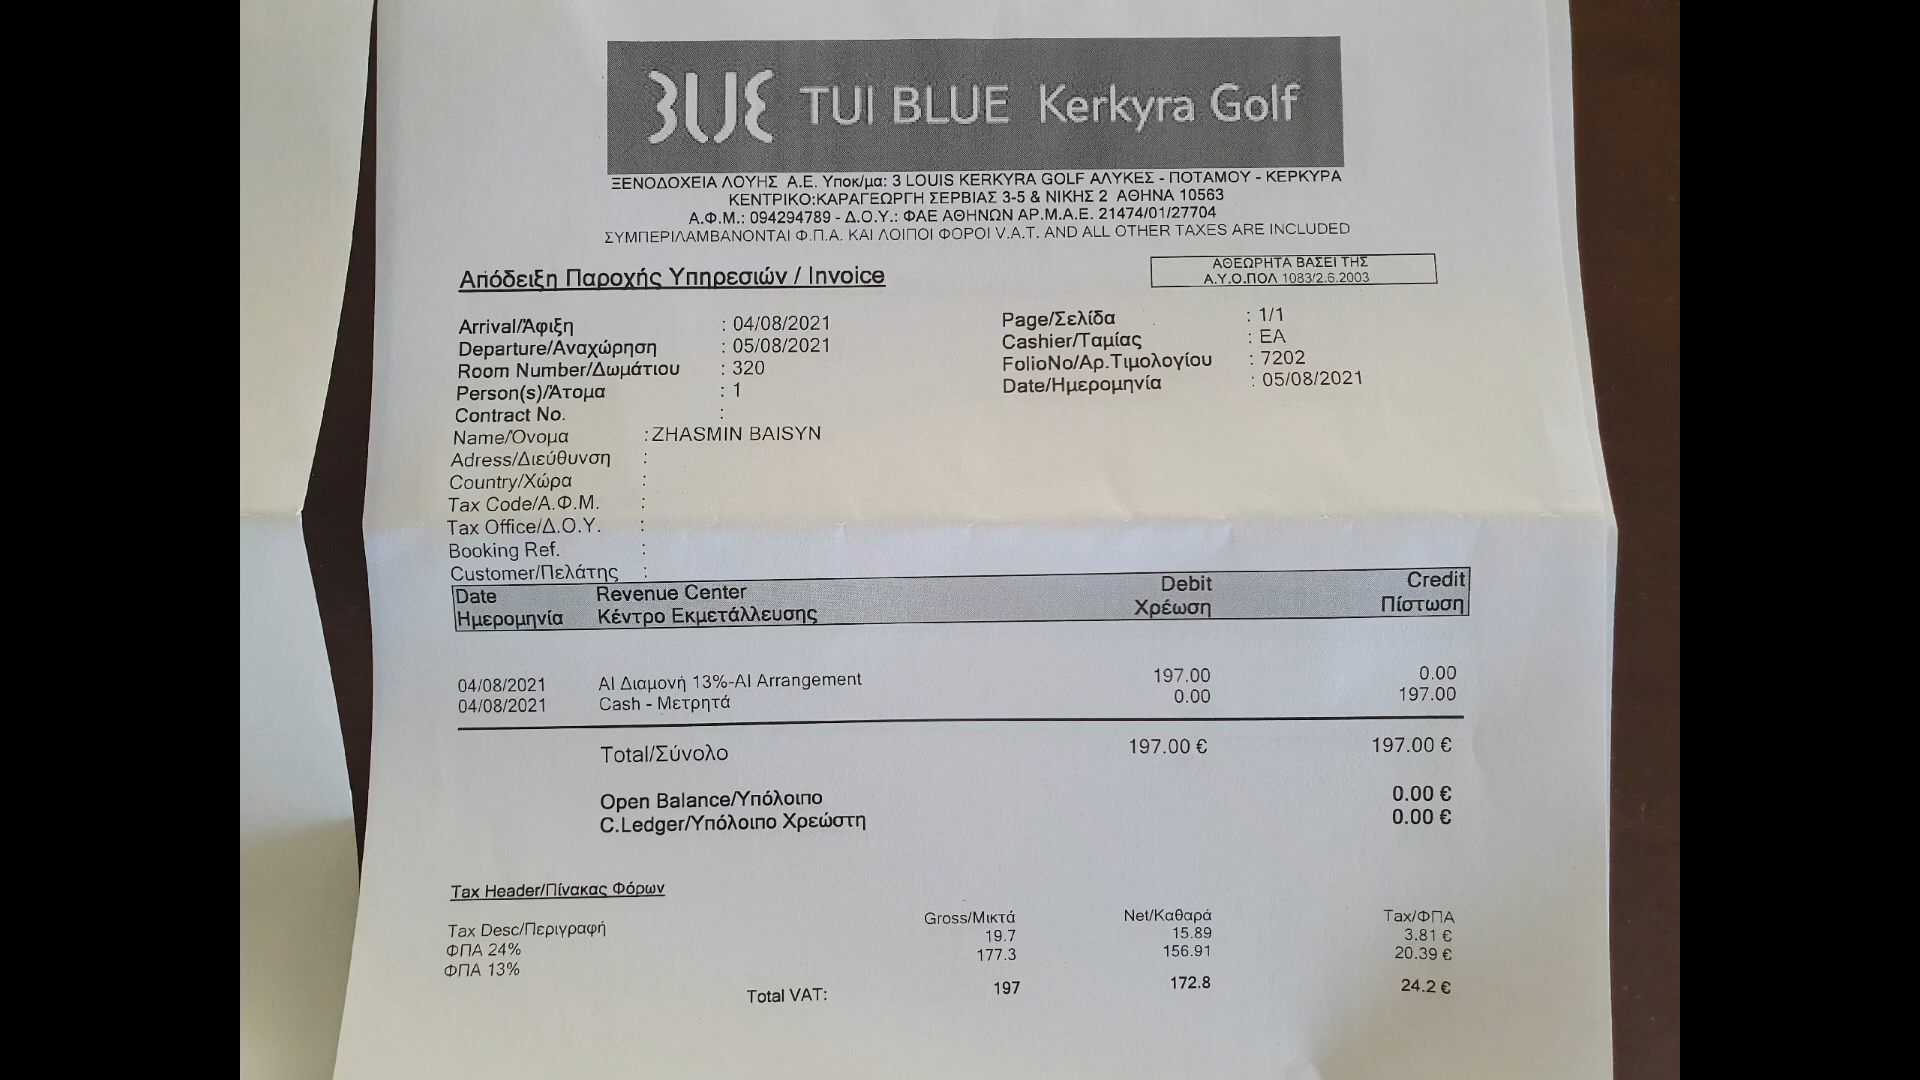 BUE TUI BLUE Kerkyra Golf
ΞΕΝΟΔΟΧΕΙΑ ΛΟΥΗΣ Α.Ε. Υποκ/μα: 3 LOUIS KERKYRA GOLF ΑΛΥΚΕΣ - ΠΟΤΑΜΟΥ - ΚΕΡΚΥΡΑ
ΚΕΝΤΡΙΚΟ:ΚΑΡΑΓΕΩΡΓΗ ΣΕΡΒΙΑΣ 3-5 & ΝΙΚΗΣ 2 ΑΘΗΝΑ 10563
Α.Φ.Μ.: 094294789 - Δ.Ο.Υ.: ΦΑΕ ΑΘΗΝΩΝ ΑΡ.Μ.Α.Ε. 21474/01/27704
ΣΥΜΠΕΡΙΛΑΜΒΑΝΟΝΤΑΙ Φ.Π.Α. ΚΑΙ ΛΟΙΠΟΙ ΦΟΡΟΙ V.A.T. AND ALL OTHER TAXES ARE INCLUDED
Απόδειξη Παροχής Υπηρεσιών / Invoice
ΑΘΕΩΡΗΤΑ ΒΑΣΕΙ ΤΗΣ
Α.Υ.Ο.ΠΟΛ 1083/2.6.2003
Arrival/Άφιξη : 04/08/2021
Departure/Αναχώρηση : 05/08/2021
Room Number/Δωμάτιου : 320
Person(s)/Άτομα : 1
Contract No. :
Page/Σελίδα : 1/1
Cashier/Ταμίας : EA
FolioNo/Αρ.Τιμολογίου : 7202
Date/Ημερομηνία : 05/08/2021
Name/Όνομα :ZHASMIN BAISYN
Adress/Διεύθυνση :
Country/Χώρα :
Tax Code/Α.Φ.Μ. :
Tax Office/Δ.Ο.Υ. :
Booking Ref. :
Customer/Πελάτης :
Date Revenue Center Debit Credit
Ημερομηνία Κέντρο Εκμετάλλευσης Χρέωση Πίστωση
04/08/2021 AI Διαμονή 13%-AI Arrangement 197.00 0.00
04/08/2021 Cash - Μετρητά 0.00 197.00
Total/Σύνολο 197.00 € 197.00 €
Open Balance/Υπόλοιπο 0.00 €
C.Ledger/Υπόλοιπο Χρεώστη 0.00 €
Tax Header/Πίνακας Φόρων
Tax Desc/Περιγραφή Gross/Μικτά Net/Καθαρά Tax/ΦΠΑ
ΦΠΑ 24% 19.7 15.89 3.81 €
ΦΠΑ 13% 177.3 156.91 20.39 €
Total VAT: 197 172.8 24.2 €